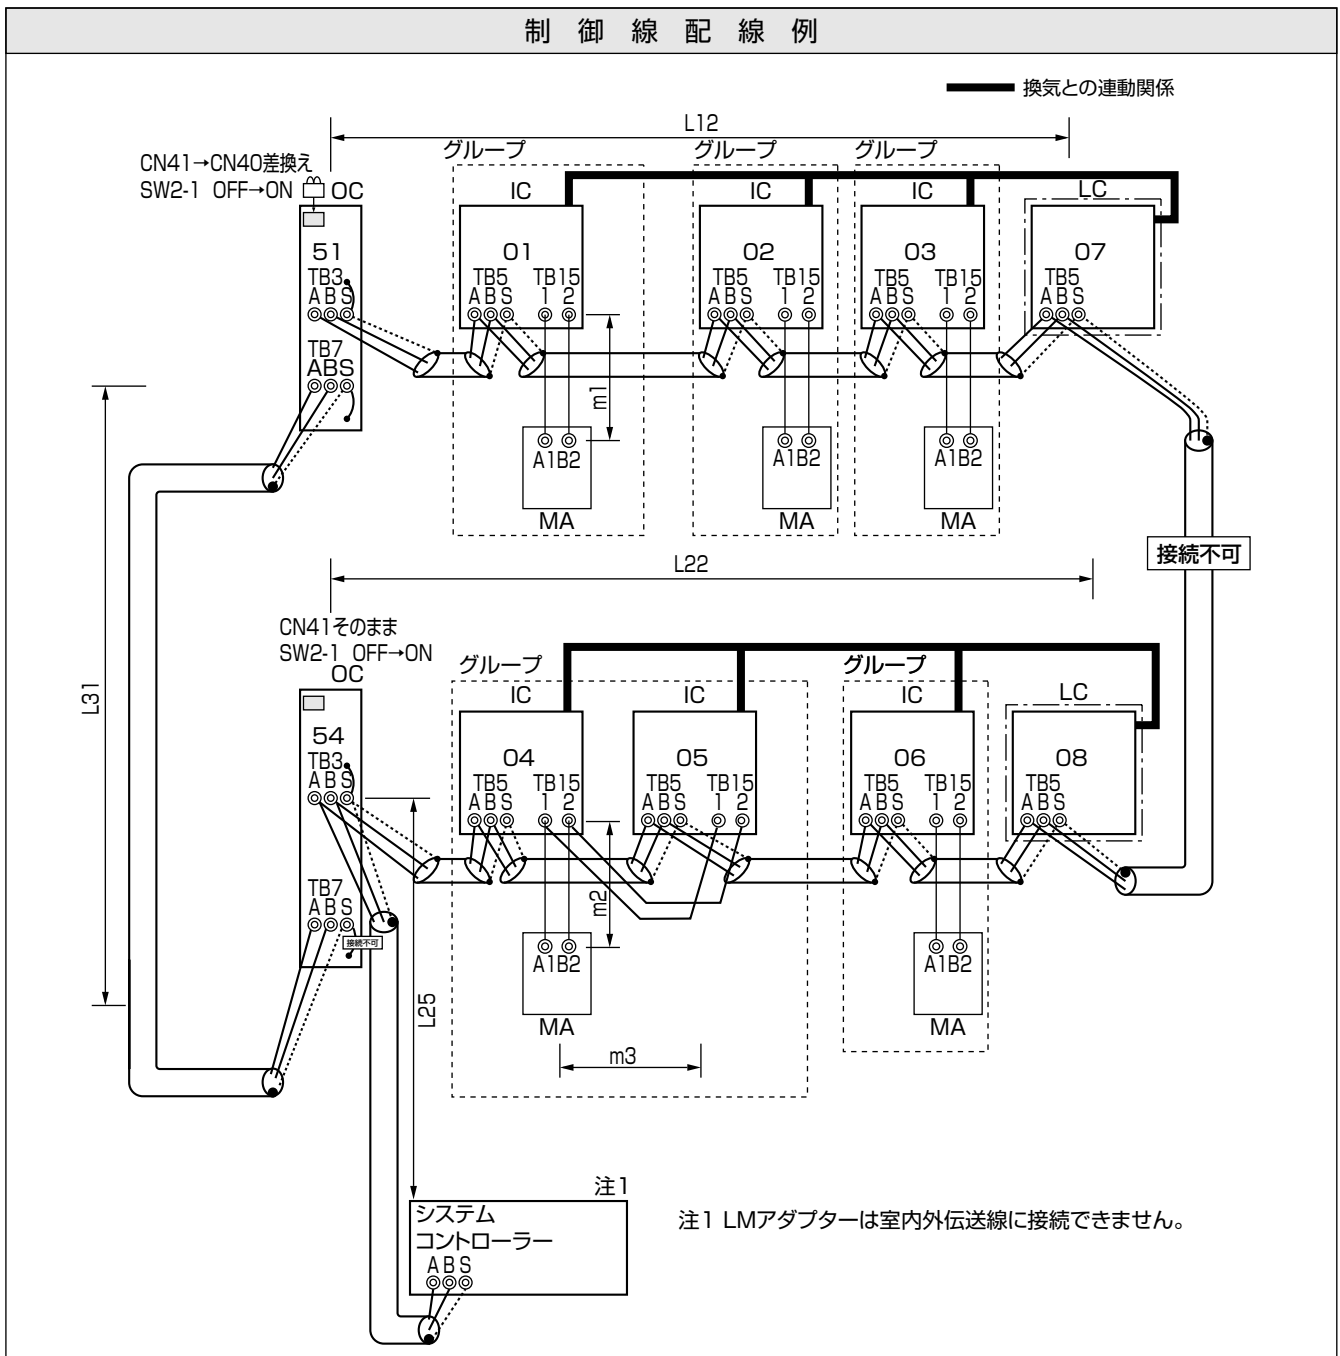 制御線配線例
換気との連動関係
L12
CN41→CN40差換え
SW2-1 OFF→ON
OC
グループ
グループ
グループ
IC
IC
IC
LC
51
TB3
A B S
TB7
ABS
01
TB5 TB15
A B S 1 2
02
TB5 TB15
A B S 1 2
03
TB5 TB15
A B S 1 2
07
TB5
A B S
m1
A1B2
MA
A1B2
MA
A1B2
MA
接続不可
L22
L31
CN41そのまま
SW2-1 OFF→ON
OC
グループ
グループ
IC
IC
IC
LC
54
TB3
A B S
TB7
A B S
接続不可
04
TB5 TB15
A B S 1 2
05
TB5 TB15
A B S 1 2
06
TB5 TB15
A B S 1 2
08
TB5
A B S
m2
A1B2
MA
A1B2
MA
L25
m3
注1
システム
コントローラー
A B S
注1 LMアダプターは室内外伝送線に接続できません。